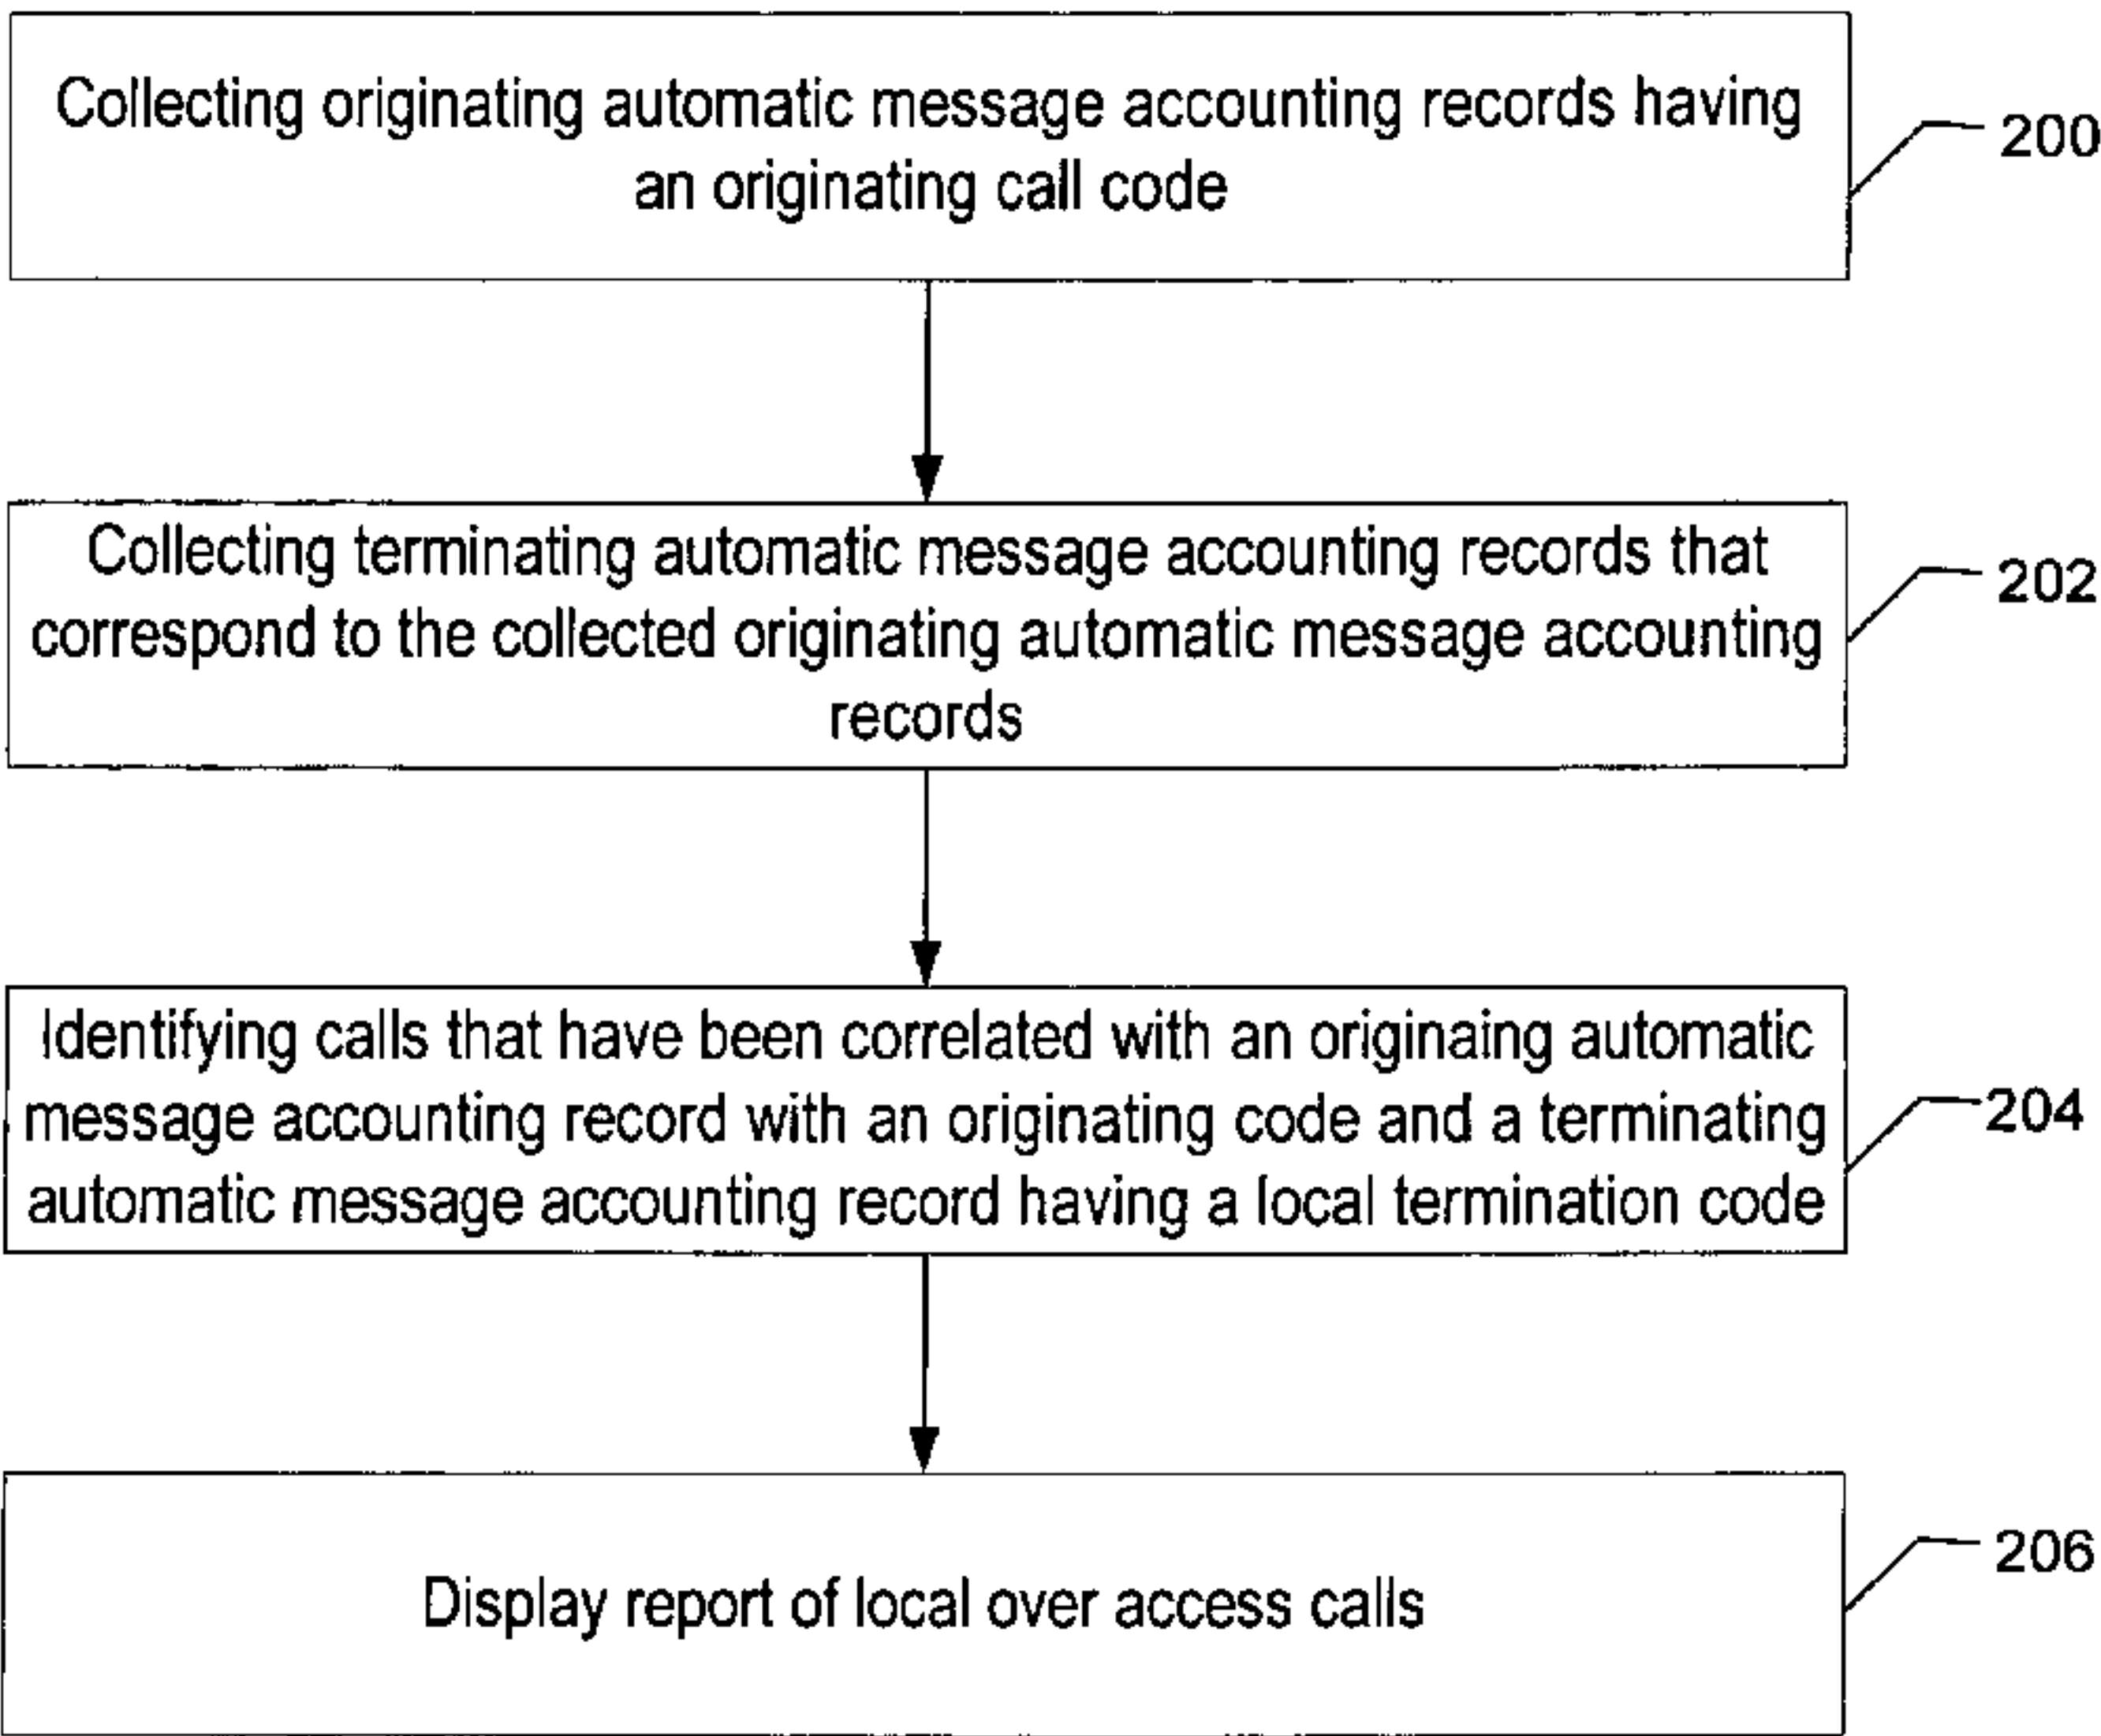 Collecting originating automatic message accounting records having
an originating call code
200
Collecting terminating automatic message accounting records that
correspond to the collected originating automatic message accounting
records
202
Identifying calls that have been correlated with an originaing automatic
message accounting record with an originating code and a terminating
automatic message accounting record having a local termination code
204
Display report of local over access calls
206